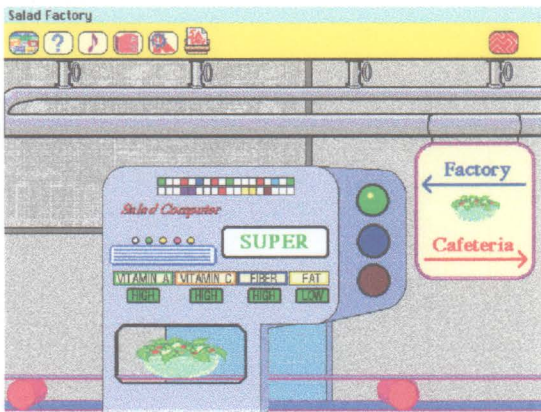 Salad Factory
Factory
Salad Computer
SUPER
Cafeteria
VITAMIN A VITAMIN C FIBER FAT
HIGH HIGH HIGH LOW